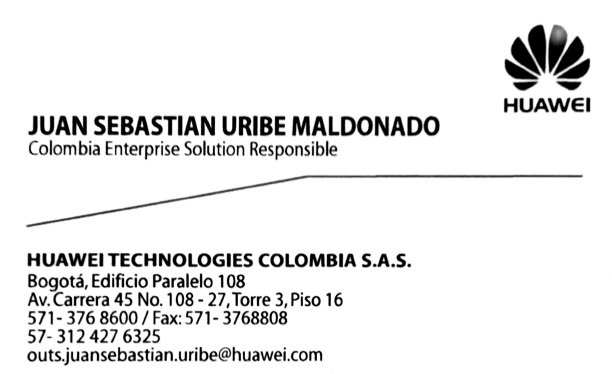 HUAWEI
JUAN SEBASTIAN URIBE MALDONADO
Colombia Enterprise Solution Responsible
HUAWEI TECHNOLOGIES COLOMBIA S.A.S.
Bogotá, Edificio Paralelo 108
Av. Carrera 45 No. 108 - 27, Torre 3, Piso 16
571- 376 8600 / Fax: 571- 3768808
57- 312 427 6325
outs.juansebastian.uribe@huawei.com